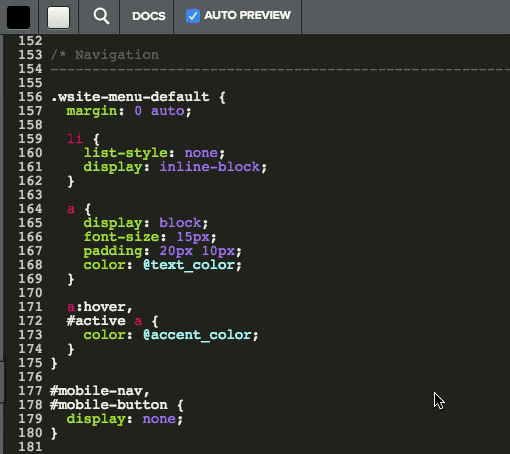 DOCS AUTO PREVIEW
152
153 /* Navigation
154 ------------------------------------------------------
155
156 .wsite-menu-default {
157   margin: 0 auto;
158
159   li {
160     list-style: none;
161     display: inline-block;
162   }
163
164   a {
165     display: block;
166     font-size: 15px;
167     padding: 20px 10px;
168     color: @text_color;
169   }
170
171   a:hover,
172   #active a {
173     color: @accent_color;
174   }
175 }
176
177 #mobile-nav,
178 #mobile-button {
179   display: none;
180 }
181